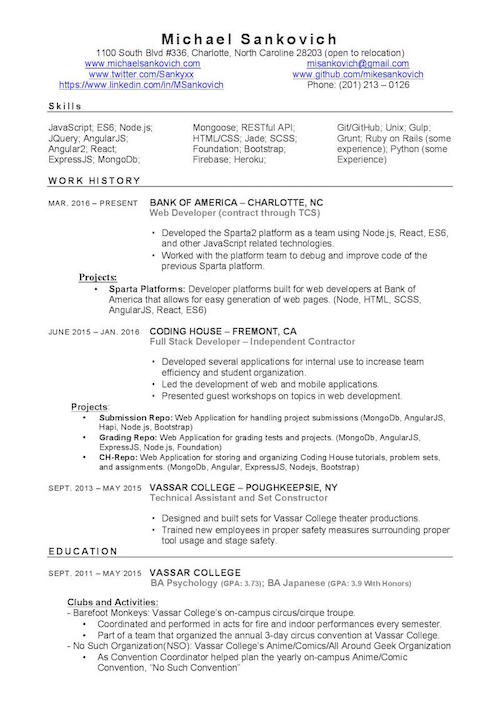 Michael Sankovich
1100 South Blvd #336, Charlotte, North Caroline 28203 (open to relocation)
www.michaelsankovich.com misankovich@gmail.com
www.twitter.com/Sankyxx www.github.com/mikesankovich
https://www.linkedin.com/in/MSankovich Phone: (201) 213 – 0126
Skills
JavaScript; ES6; Node.js; Mongoose; RESTful API; Git/GitHub; Unix; Gulp;
JQuery; AngularJS; HTML/CSS; Jade; SCSS; Grunt; Ruby on Rails (some
Angular2; React; Foundation; Bootstrap; experience); Python (some
ExpressJS; MongoDb; Firebase; Heroku; Experience)
WORK HISTORY
MAR. 2016 – PRESENT BANK OF AMERICA – CHARLOTTE, NC
Web Developer (contract through TCS)
• Developed the Sparta2 platform as a team using Node.js, React, ES6,
and other JavaScript related technologies.
• Worked with the platform team to debug and improve code of the
previous Sparta platform.
Projects:
• Sparta Platforms: Developer platforms built for web developers at Bank of
America that allows for easy generation of web pages. (Node, HTML, SCSS,
AngularJS, React, ES6)
JUNE 2015 – JAN. 2016 CODING HOUSE – FREMONT, CA
Full Stack Developer – Independent Contractor
• Developed several applications for internal use to increase team
efficiency and student organization.
• Led the development of web and mobile applications.
• Presented guest workshops on topics in web development.
Projects:
• Submission Repo: Web Application for handling project submissions (MongoDb, AngularJS,
Hapi, Node.js, Bootstrap)
• Grading Repo: Web Application for grading tests and projects. (MongoDb, AngularJS,
ExpressJS, Node.js, Foundation)
• CH-Repo: Web Application for storing and organizing Coding House tutorials, problem sets,
and assignments. (MongoDb, Angular, ExpressJS, Nodejs, Bootstrap)
SEPT. 2013 – MAY 2015 VASSAR COLLEGE – POUGHKEEPSIE, NY
Technical Assistant and Set Constructor
• Designed and built sets for Vassar College theater productions.
• Trained new employees in proper safety measures surrounding proper
tool usage and stage safety.
EDUCATION
SEPT. 2011 – MAY 2015 VASSAR COLLEGE
BA Psychology (GPA: 3.73); BA Japanese (GPA: 3.9 With Honors)
Clubs and Activities:
- Barefoot Monkeys: Vassar College's on-campus circus/cirque troupe.
• Coordinated and performed in acts for fire and indoor performances every semester.
• Part of a team that organized the annual 3-day circus convention at Vassar College.
- No Such Organization(NSO): Vassar College's Anime/Comics/All Around Geek Organization
• As Convention Coordinator helped plan the yearly on-campus Anime/Comic
Convention, "No Such Convention"